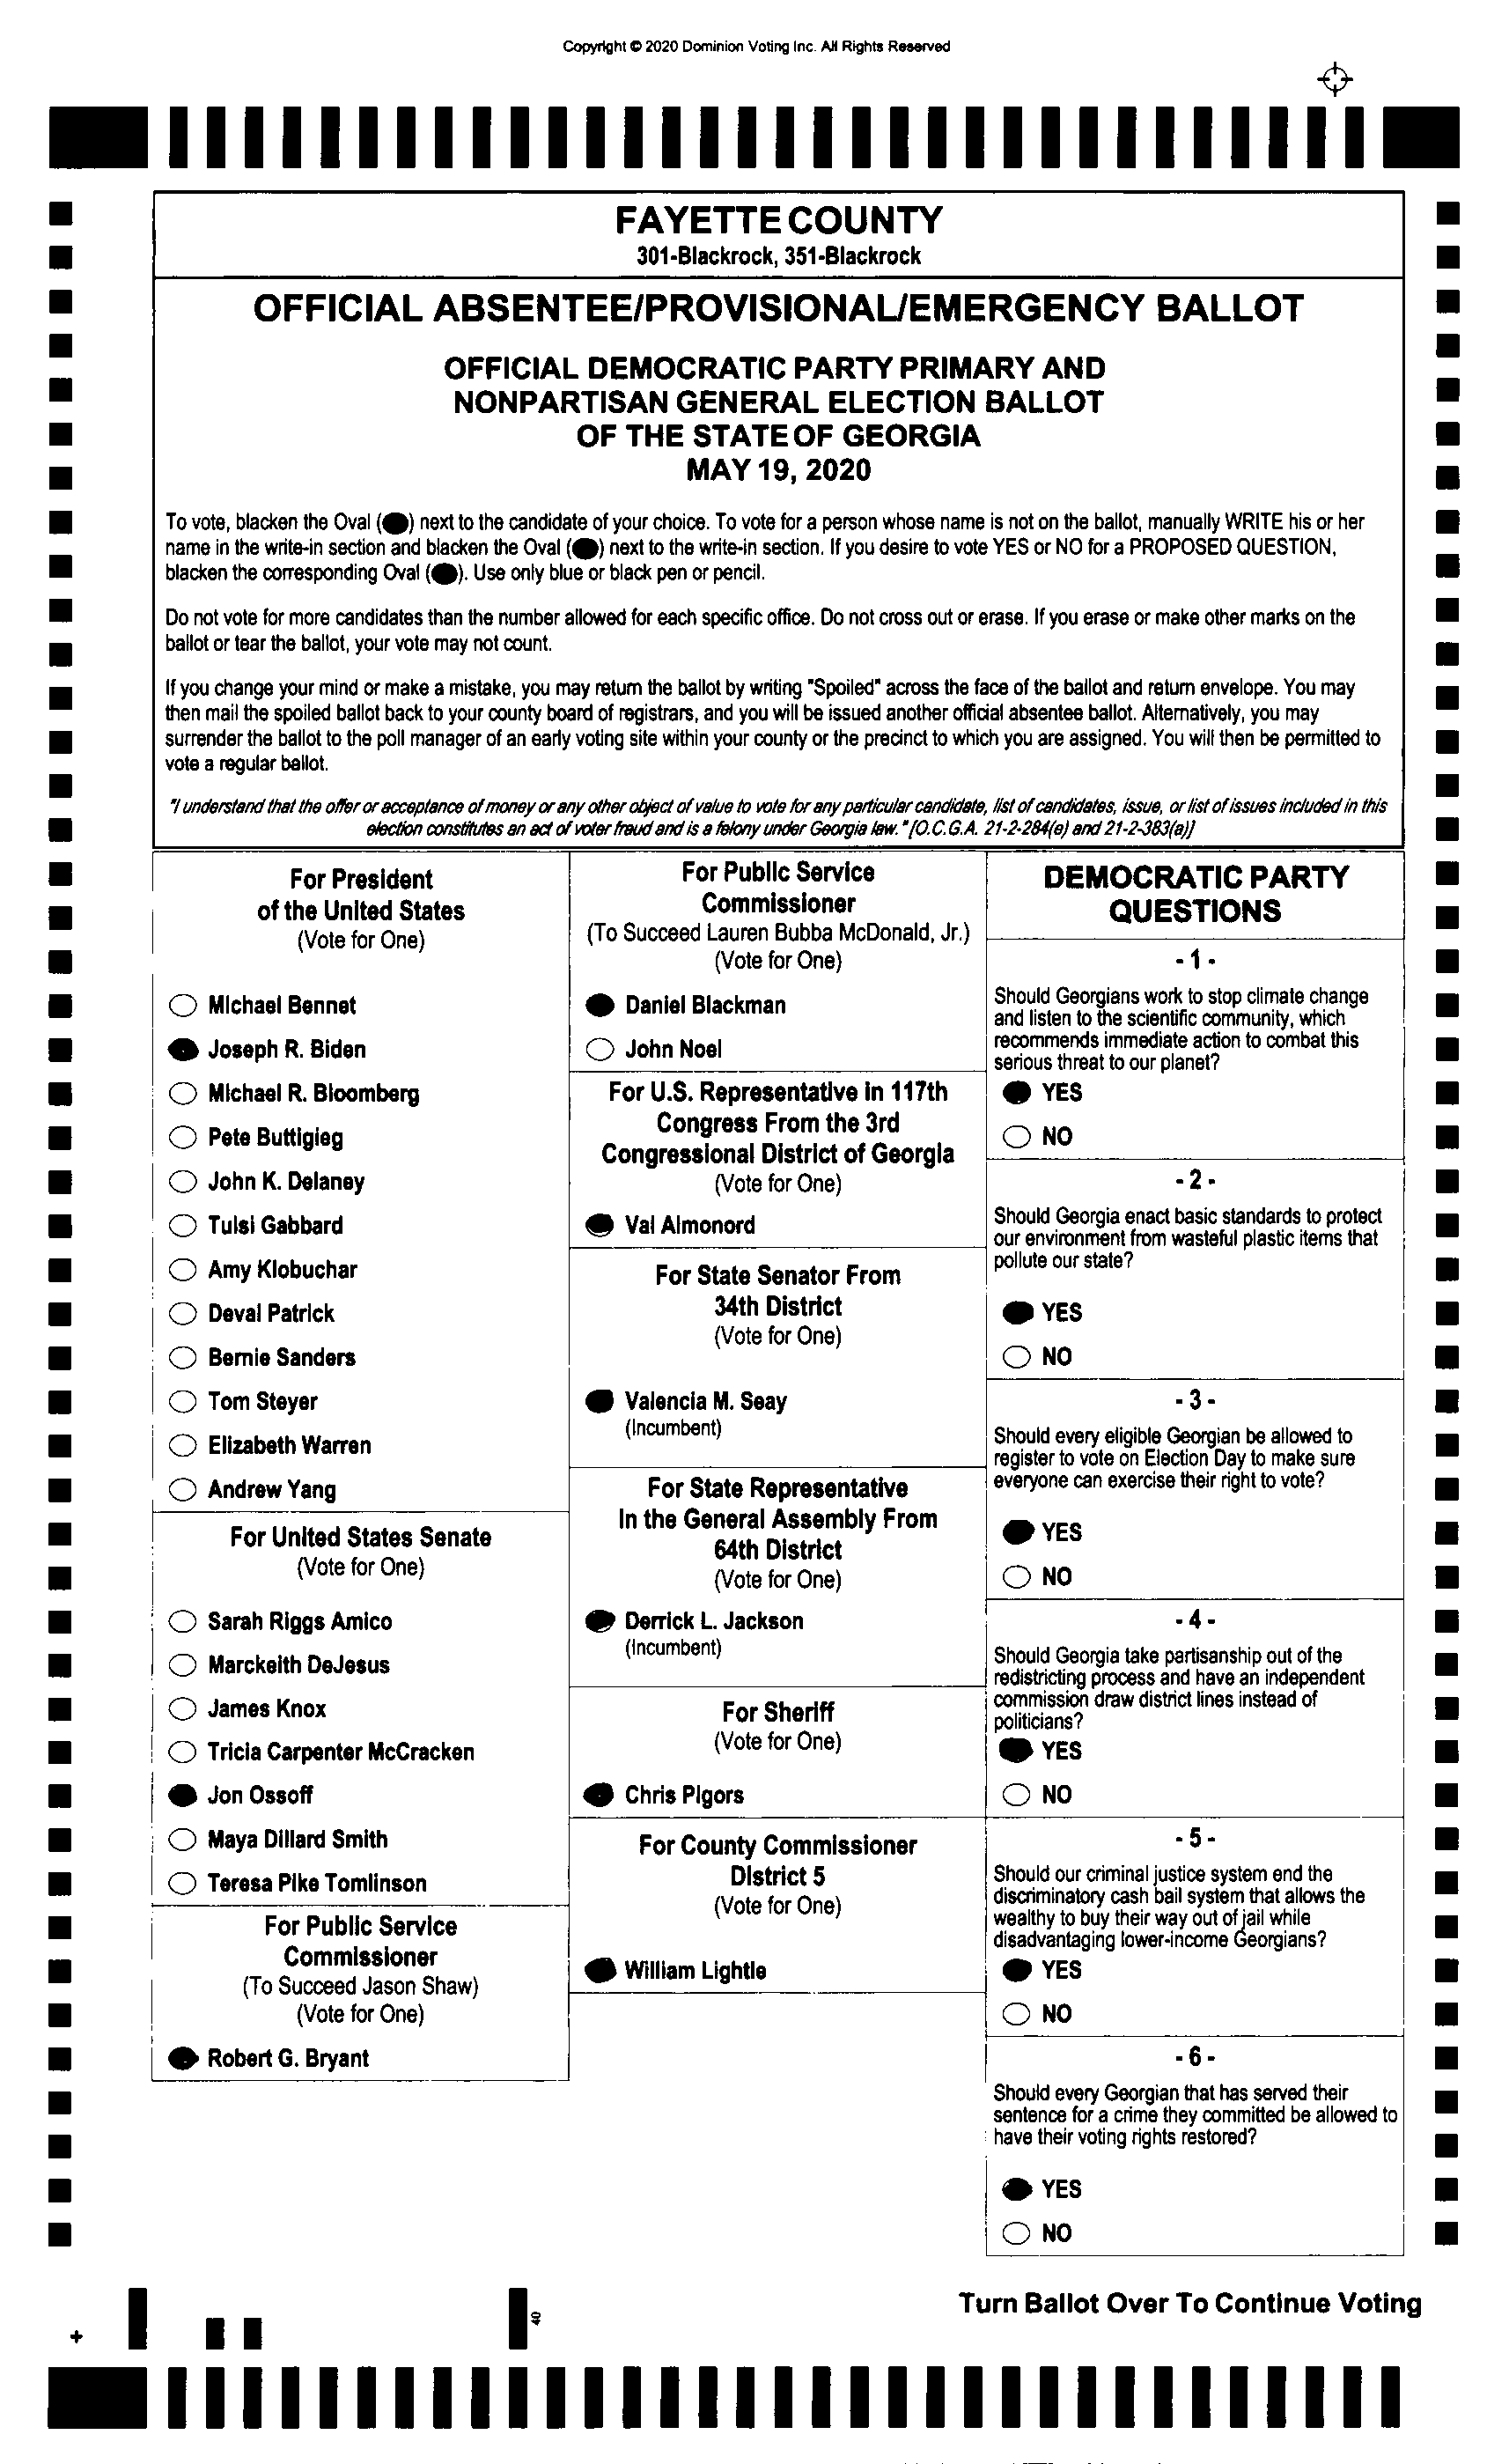 Copyright © 2020 Dominion Voting Inc. All Rights Reserved
FAYETTE COUNTY
301-Blackrock, 351-Blackrock
OFFICIAL ABSENTEE/PROVISIONAL/EMERGENCY BALLOT
OFFICIAL DEMOCRATIC PARTY PRIMARY AND
NONPARTISAN GENERAL ELECTION BALLOT
OF THE STATE OF GEORGIA
MAY 19, 2020
To vote, blacken the Oval (●) next to the candidate of your choice. To vote for a person whose name is not on the ballot, manually WRITE his or her
name in the write-in section and blacken the Oval (●) next to the write-in section. If you desire to vote YES or NO for a PROPOSED QUESTION,
blacken the corresponding Oval (●). Use only blue or black pen or pencil.
Do not vote for more candidates than the number allowed for each specific office. Do not cross out or erase. If you erase or make other marks on the
ballot or tear the ballot, your vote may not count.
If you change your mind or make a mistake, you may return the ballot by writing "Spoiled" across the face of the ballot and return envelope. You may
then mail the spoiled ballot back to your county board of registrars, and you will be issued another official absentee ballot. Alternatively, you may
surrender the ballot to the poll manager of an early voting site within your county or the precinct to which you are assigned. You will then be permitted to
vote a regular ballot.
"I understand that the offer or acceptance of money or any other object of value to vote for any particular candidate, list of candidates, issue, or list of issues included in this
election constitutes an act of voter fraud and is a felony under Georgia law." [O.C.G.A. 21-2-284(e) and 21-2-383(a)]
For President
of the United States
(Vote for One)
Michael Bennet
Joseph R. Biden
Michael R. Bloomberg
Pete Buttigieg
John K. Delaney
Tulsi Gabbard
Amy Klobuchar
Deval Patrick
Bernie Sanders
Tom Steyer
Elizabeth Warren
Andrew Yang
For United States Senate
(Vote for One)
Sarah Riggs Amico
Marckeith DeJesus
James Knox
Tricia Carpenter McCracken
Jon Ossoff
Maya Dillard Smith
Teresa Pike Tomlinson
For Public Service
Commissioner
(To Succeed Jason Shaw)
(Vote for One)
Robert G. Bryant
For Public Service
Commissioner
(To Succeed Lauren Bubba McDonald, Jr.)
(Vote for One)
Daniel Blackman
John Noel
For U.S. Representative in 117th
Congress From the 3rd
Congressional District of Georgia
(Vote for One)
Val Almonord
For State Senator From
34th District
(Vote for One)
Valencia M. Seay
(Incumbent)
For State Representative
In the General Assembly From
64th District
(Vote for One)
Derrick L. Jackson
(Incumbent)
For Sheriff
(Vote for One)
Chris Pigors
For County Commissioner
District 5
(Vote for One)
William Lightle
DEMOCRATIC PARTY
QUESTIONS
- 1 -
Should Georgians work to stop climate change
and listen to the scientific community, which
recommends immediate action to combat this
serious threat to our planet?
YES
NO
- 2 -
Should Georgia enact basic standards to protect
our environment from wasteful plastic items that
pollute our state?
YES
NO
- 3 -
Should every eligible Georgian be allowed to
register to vote on Election Day to make sure
everyone can exercise their right to vote?
YES
NO
- 4 -
Should Georgia take partisanship out of the
redistricting process and have an independent
commission draw district lines instead of
politicians?
YES
NO
- 5 -
Should our criminal justice system end the
discriminatory cash bail system that allows the
wealthy to buy their way out of jail while
disadvantaging lower-income Georgians?
YES
NO
- 6 -
Should every Georgian that has served their
sentence for a crime they committed be allowed to
have their voting rights restored?
YES
NO
Turn Ballot Over To Continue Voting